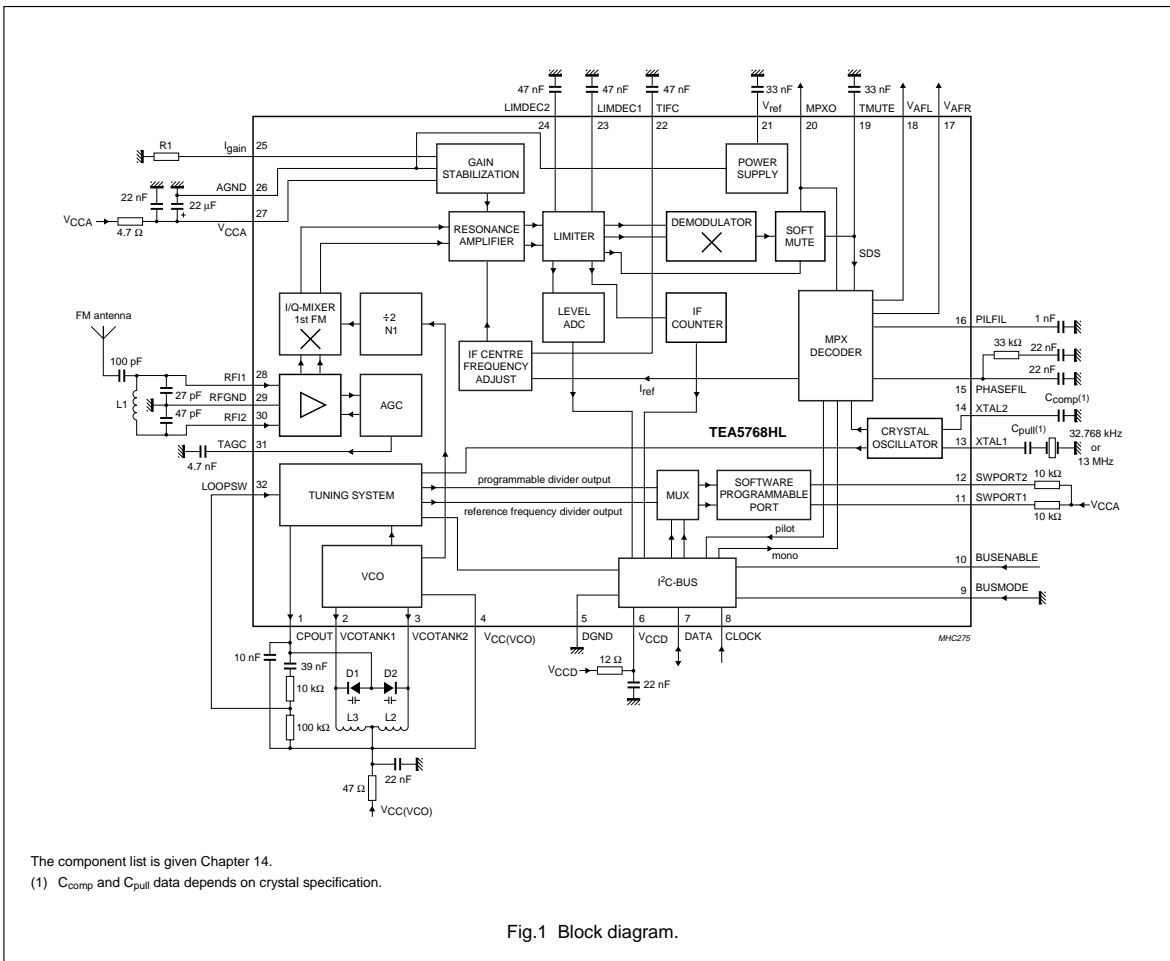 47 nF
47 nF
47 nF
33 nF
33 nF
LIMDEC2
LIMDEC1
TIFC
Vref
MPXO
TMUTE
VAFL
VAFR
24
23
22
21
20
19
18
17
R1
Igain
25
GAIN
STABILIZATION
POWER
SUPPLY
AGND
26
22 nF
22 µF
+
27
VCCA
4.7 Ω
VCCA
RESONANCE
AMPLIFIER
LIMITER
DEMODULATOR
SOFT
MUTE
SDS
I/Q-MIXER
1st FM
÷2
N1
LEVEL
ADC
IF
COUNTER
MPX
DECODER
16
PILFIL
1 nF
FM antenna
100 pF
IF CENTRE
FREQUENCY
ADJUST
Iref
33 kΩ
22 nF
22 nF
15
PHASEFIL
RFI1
28
27 pF
L1
RFGND
29
47 pF
RFI2
30
AGC
TEA5768HL
CRYSTAL
OSCILLATOR
Ccomp(1)
14
XTAL2
Cpull(1)
13
XTAL1
32.768 kHz
or
13 MHz
TAGC
31
4.7 nF
LOOPSW
32
TUNING SYSTEM
programmable divider output
reference frequency divider output
MUX
SOFTWARE
PROGRAMMABLE
PORT
12
SWPORT2
10 kΩ
11
SWPORT1
10 kΩ
VCCA
pilot
mono
VCO
I2C-BUS
10
BUSENABLE
9
BUSMODE
1
2
3
4
5
6
7
8
CPOUT
VCOTANK1
VCOTANK2
VCC(VCO)
DGND
VCCD
DATA
CLOCK
MHC275
10 nF
39 nF
10 kΩ
100 kΩ
D1
D2
L3
L2
VCCD
12 Ω
22 nF
22 nF
47 Ω
VCC(VCO)
The component list is given Chapter 14.
(1) Ccomp and Cpull data depends on crystal specification.
Fig.1 Block diagram.